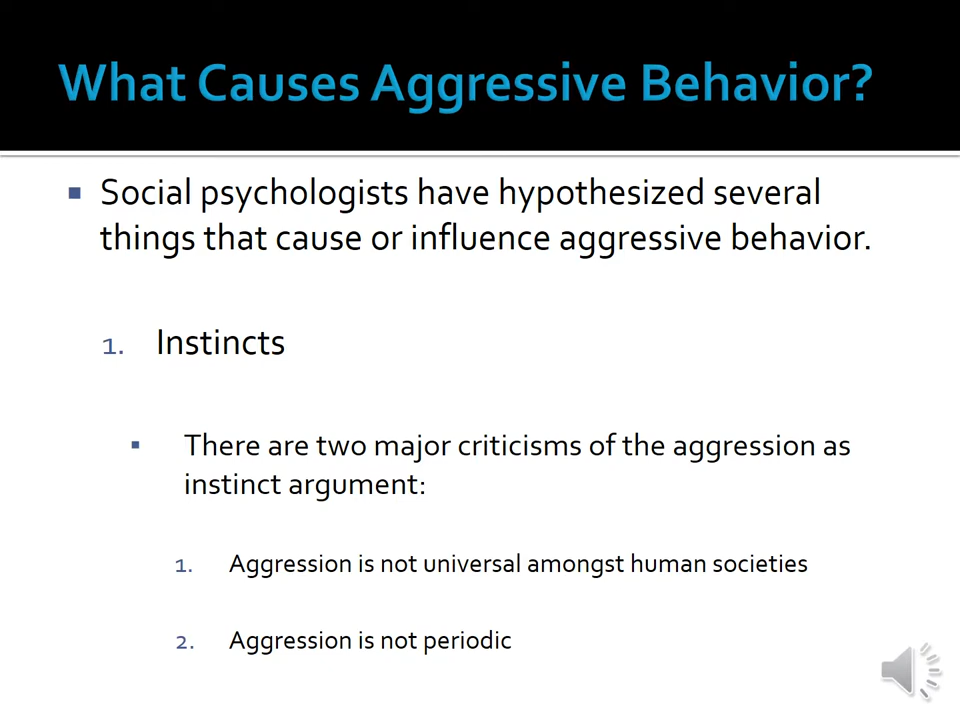 What Causes Aggressive Behavior?
▪ Social psychologists have hypothesized several
things that cause or influence aggressive behavior.
1. Instincts
▪ There are two major criticisms of the aggression as
instinct argument:
1. Aggression is not universal amongst human societies
2. Aggression is not periodic